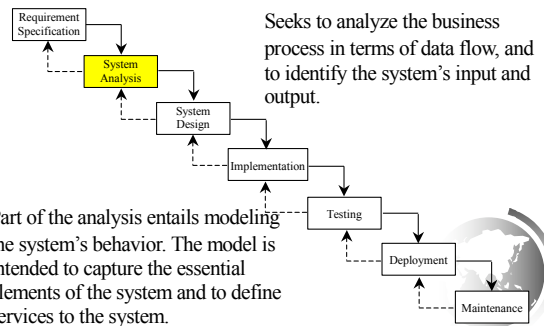 Requirement
Specification
Seeks to analyze the business
process in terms of data flow, and
to identify the system's input and
output.
System
Analysis
System
Design
Implementation
Testing
Deployment
Maintenance
art of the analysis entails modeling
he system's behavior. The model is
ntended to capture the essential
lements of the system and to define
ervices to the system.